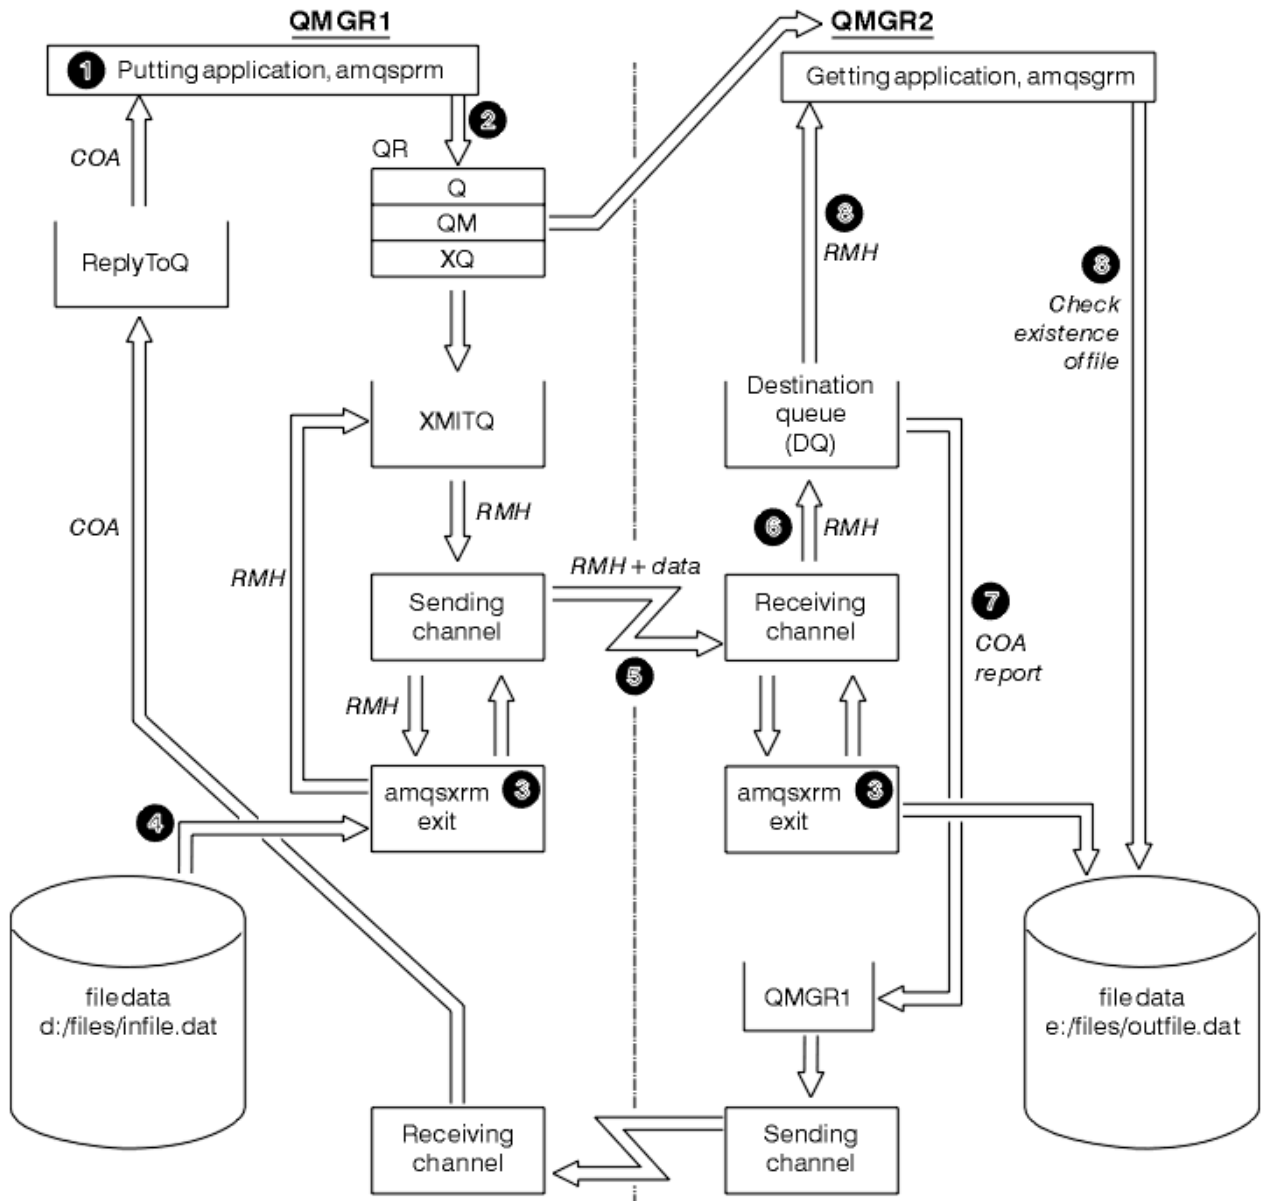 QMGR1
QMGR2
1 Putting application, amqsprm
Getting application, amqsgrm
2
COA
QR
Q
QM
XQ
ReplyToQ
8
RMH
8
Check
existence
of file
XMITQ
Destination
queue
(DQ)
RMH
6 RMH
COA
RMH
RMH + data
Sending
channel
Receiving
channel
7
COA
report
5
RMH
amqsxrm 3
exit
amqsxrm 3
exit
4
file data
d:/files/infile.dat
QMGR1
file data
e:/files/outfile.dat
Receiving
channel
Sending
channel